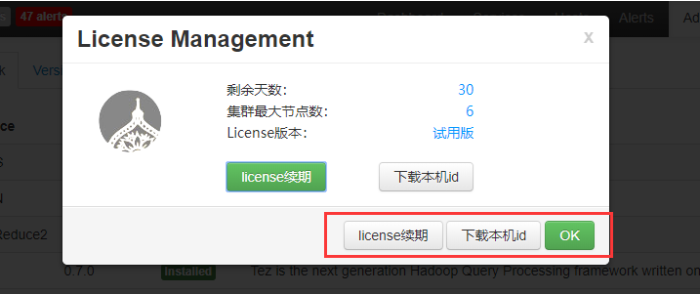 47 alerts
Dashboard Services Hosts Alerts Ad
License Management x
k Vers
剩余天数: 30
集群最大节点数: 6
License版本: 试用版
license续期 下载本机id
Reduce2
license续期 下载本机id OK
0.7.0 Installed Tez is the next generation Hadoop Query Processing framework written on